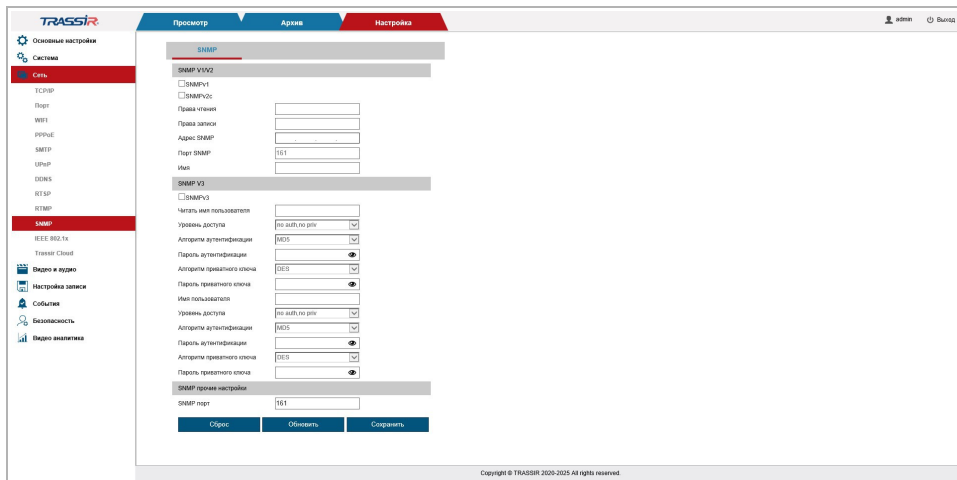 TRASSIR
Просмотр
Архив
Настройка
admin
Выход
Основные настройки
Система
Сеть
TCP/IP
Порт
WIFI
PPPoE
SMTP
UPnP
DDNS
RTSP
RTMP
SNMP
IEEE 802.1x
Trassir Cloud
Видео и аудио
Настройка записи
События
Безопасность
Видео аналитика
SNMP
SNMP V1/V2
SNMPv1
SNMPv2c
Права чтения
Права записи
Адрес SNMP
Порт SNMP 161
Имя
SNMP V3
SNMPv3
Читать имя пользователя
Уровень доступа no auth,no priv
Алгоритм аутентификации MD5
Пароль аутентификации
Алгоритм приватного ключа DES
Пароль приватного ключа
Имя пользователя
Уровень доступа no auth,no priv
Алгоритм аутентификации MD5
Пароль аутентификации
Алгоритм приватного ключа DES
Пароль приватного ключа
SNMP прочие настройки
SNMP порт 161
Сброс
Обновить
Сохранить
Copyright © TRASSIR 2020-2025 All rights reserved.